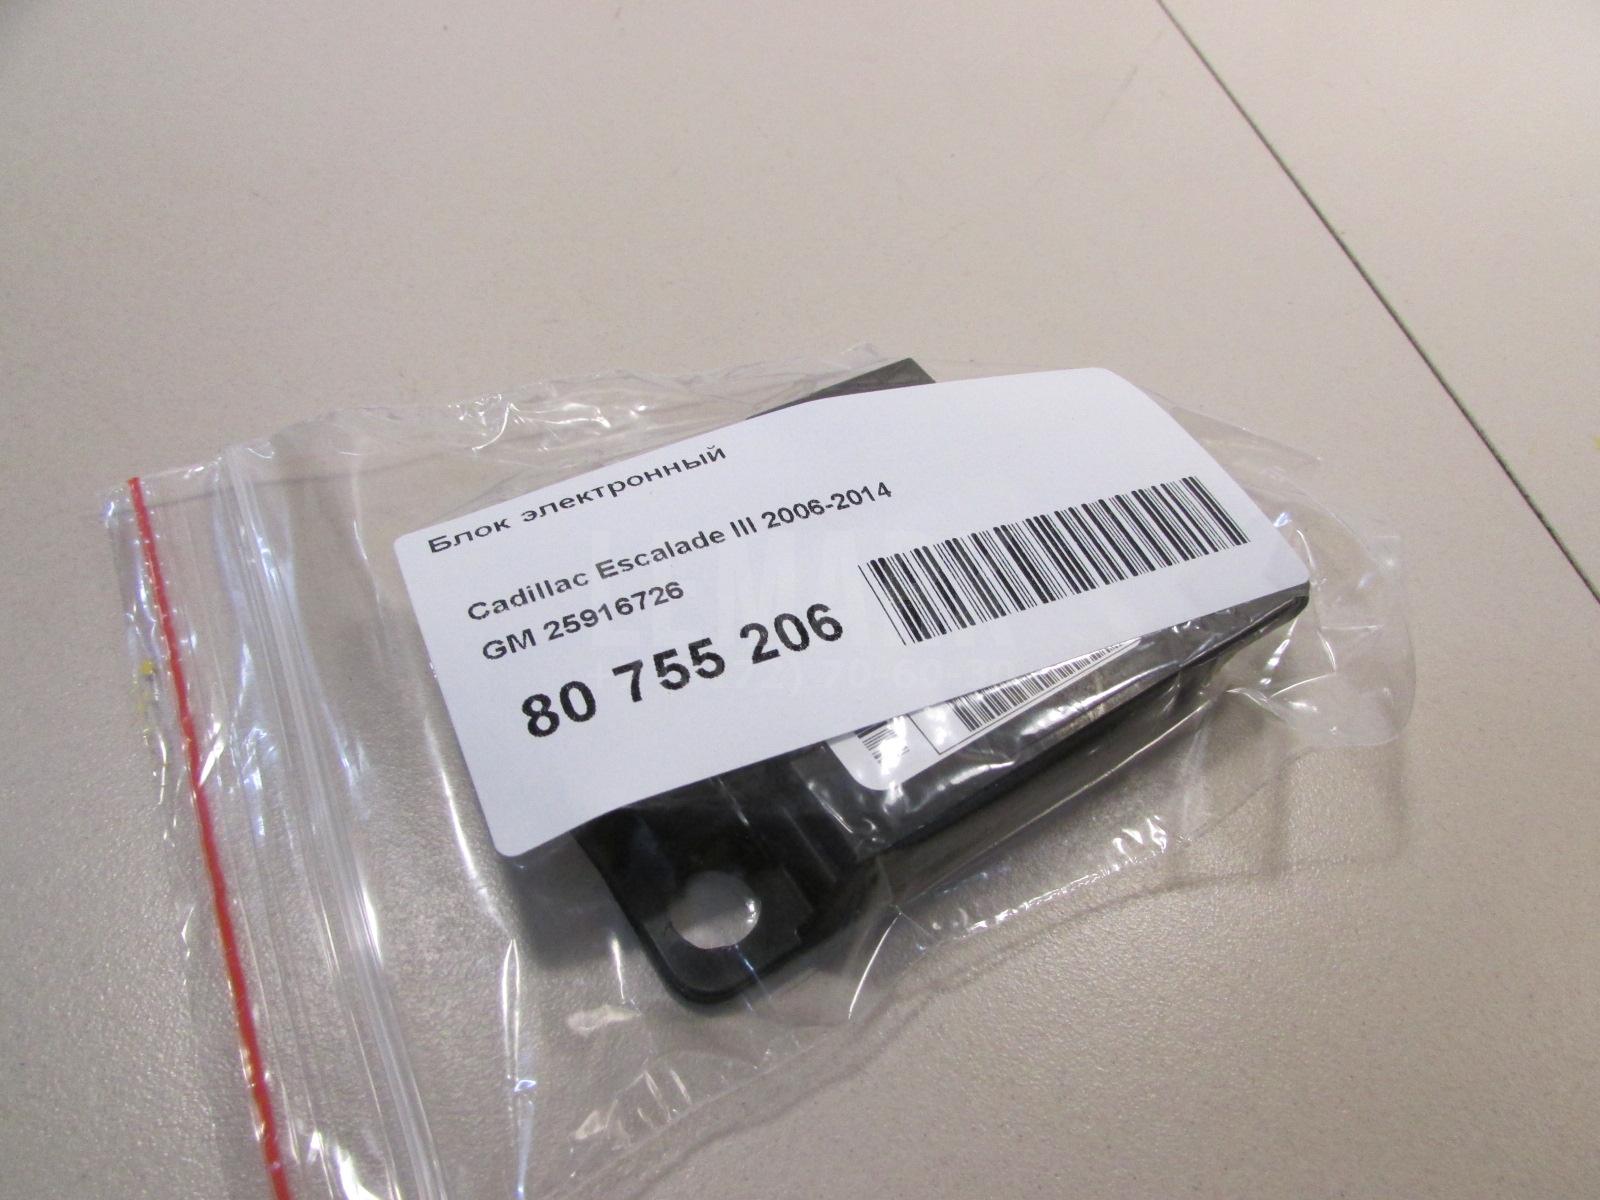 Блок электронный
Cadillac Escalade III 2006-2014
GM 25916726
80 755 206